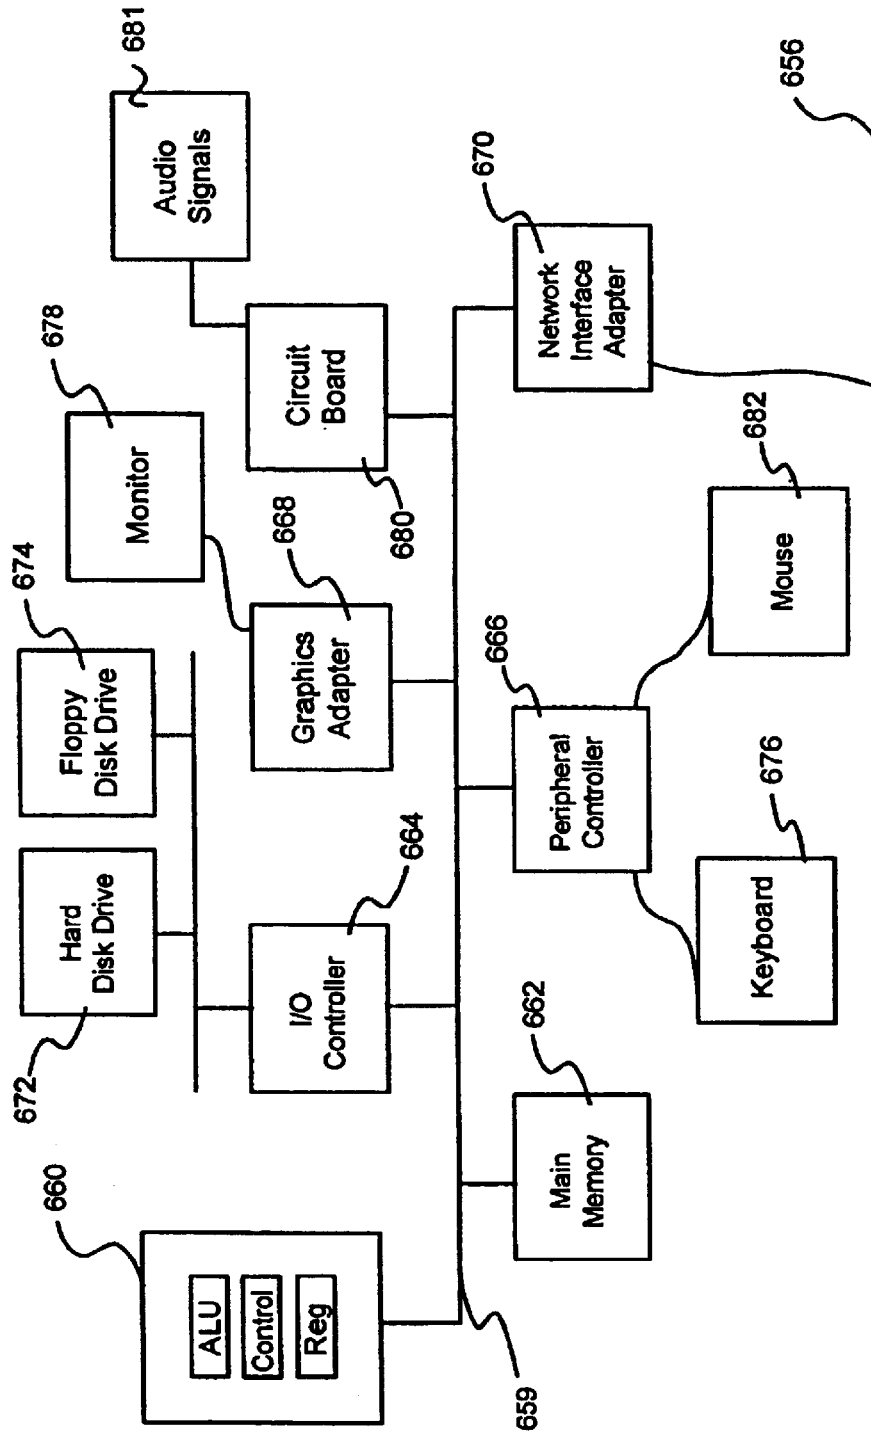 672
Hard
Disk Drive
Floppy
Disk Drive
674
Monitor
678
Audio
Signals
681
660
ALU
Control
Reg
I/O
Controller
664
Graphics
Adapter
668
Circuit
Board
680
659
Main
Memory
662
Peripheral
Controller
666
Network
Interface
Adapter
670
Keyboard
676
Mouse
682
656